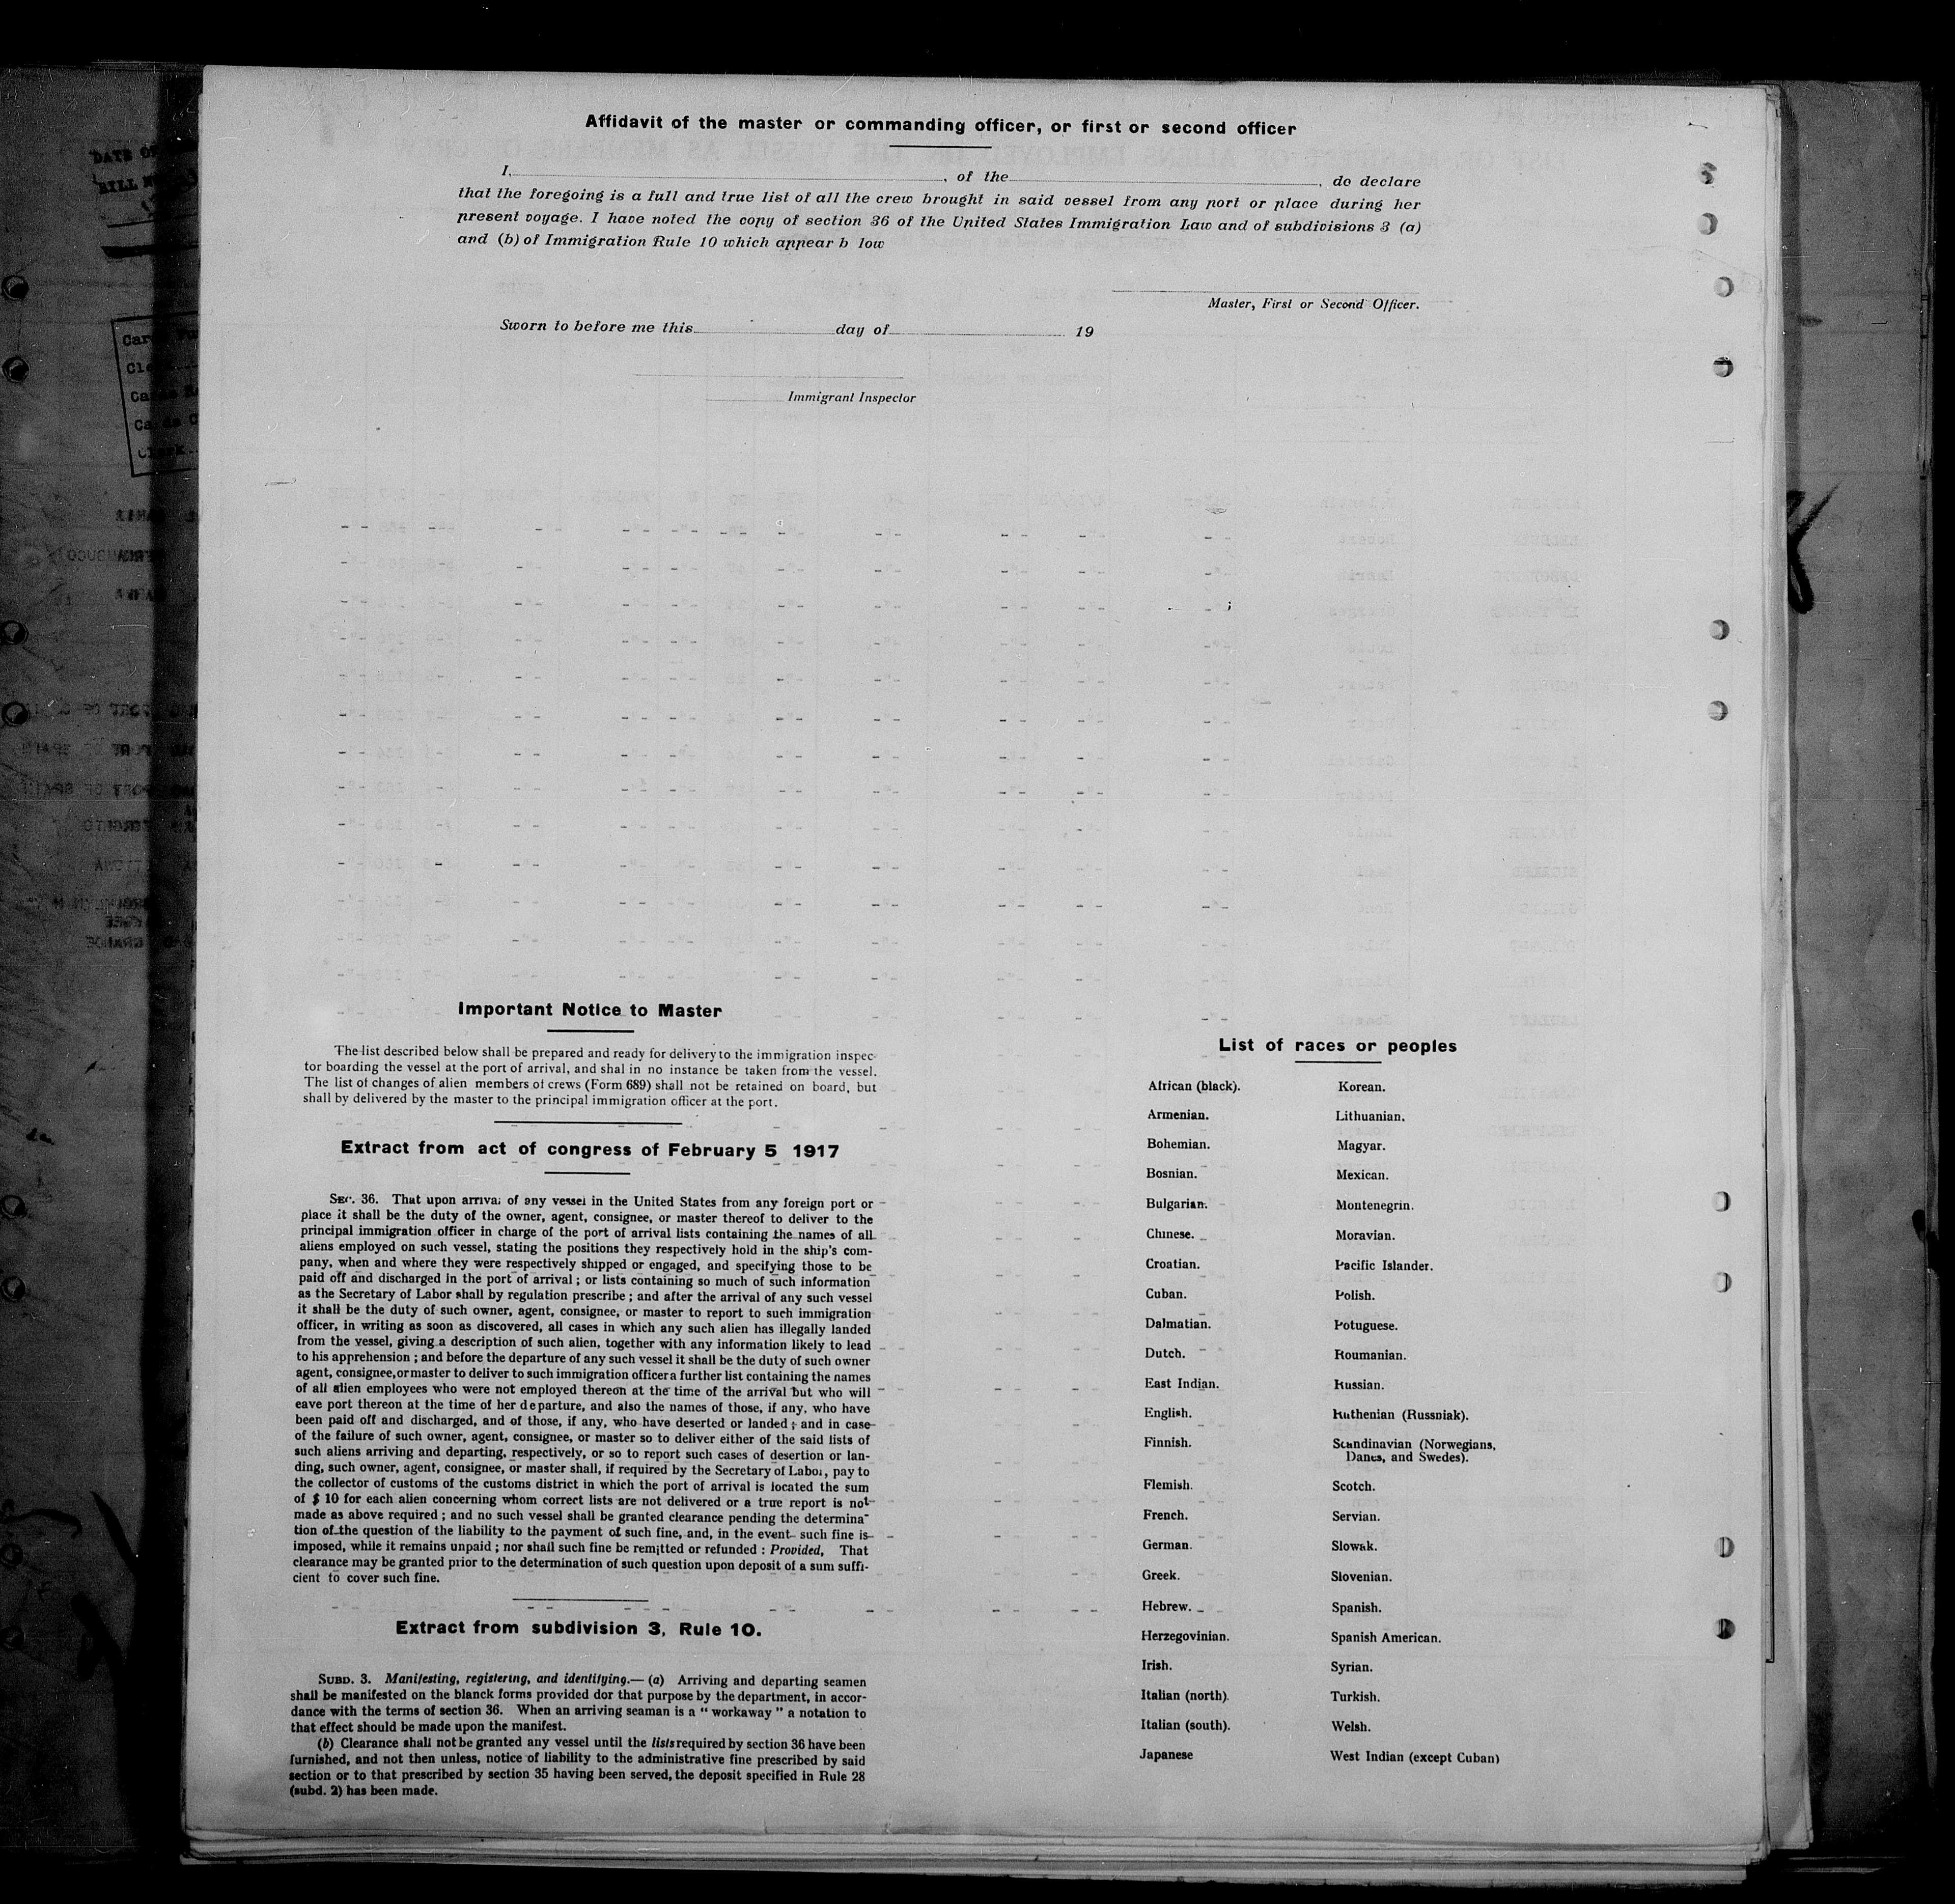 Affidavit of the master or commanding officer, or first or second officer
I, , of the , do declare
that the foregoing is a full and true list of all the crew brought in said vessel from any port or place during her
present voyage. I have noted the copy of section 36 of the United States Immigration Law and of subdivisions 3 (a)
and (b) of Immigration Rule 10 which appear b low
Master, First or Second Officer.
Sworn to before me this day of 19
Immigrant Inspector
Important Notice to Master
The list described below shall be prepared and ready for delivery to the immigration inspec-
tor boarding the vessel at the port of arrival, and shal in no instance be taken from the vessel.
The list of changes of alien members of crews (Form 689) shall not be retained on board, but
shall by delivered by the master to the principal immigration officer at the port.
Extract from act of congress of February 5 1917
SEC. 36. That upon arrival of any vessel in the United States from any foreign port or
place it shall be the duty of the owner, agent, consignee, or master thereof to deliver to the
principal immigration officer in charge of the port of arrival lists containing the names of all
aliens employed on such vessel, stating the positions they respectively hold in the ship's com-
pany, when and where they were respectively shipped or engaged, and specifying those to be
paid off and discharged in the port of arrival ; or lists containing so much of such information
as the Secretary of Labor shall by regulation prescribe ; and after the arrival of any such vessel
it shall be the duty of such owner, agent, consignee, or master to report to such immigration
officer, in writing as soon as discovered, all cases in which any such alien has illegally landed
from the vessel, giving a description of such alien, together with any information likely to lead
to his apprehension ; and before the departure of any such vessel it shall be the duty of such owner
agent, consignee, or master to deliver to such immigration officer a further list containing the names
of all alien employees who were not employed thereon at the time of the arrival but who will
eave port thereon at the time of her departure, and also the names of those, if any, who have
been paid off and discharged, and of those, if any, who have deserted or landed ; and in case
of the failure of such owner, agent, consignee, or master so to deliver either of the said lists of
such aliens arriving and departing, respectively, or so to report such cases of desertion or lan-
ding, such owner, agent, consignee, or master shall, if required by the Secretary of Labor, pay to
the collector of customs of the customs district in which the port of arrival is located the sum
of $ 10 for each alien concerning whom correct lists are not delivered or a true report is not
made as above required ; and no such vessel shall be granted clearance pending the determina-
tion of the question of the liability to the payment of such fine, and, in the event such fine is
imposed, while it remains unpaid ; nor shall such fine be remitted or refunded : Provided, That
clearance may be granted prior to the determination of such question upon deposit of a sum suffi-
cient to cover such fine.
Extract from subdivision 3, Rule 10.
SUBD. 3. Manifesting, registering, and identifying.— (a) Arriving and departing seamen
shall be manifested on the blanck forms provided dor that purpose by the department, in accor-
dance with the terms of section 36. When an arriving seaman is a " workaway " a notation to
that effect should be made upon the manifest.
(b) Clearance shall not be granted any vessel until the lists required by section 36 have been
furnished, and not then unless, notice of liability to the administrative fine prescribed by said
section or to that prescribed by section 35 having been served, the deposit specified in Rule 28
(subd. 2) has been made.
List of races or peoples
African (black).
Armenian.
Bohemian.
Bosnian.
Bulgarian.
Chinese.
Croatian.
Cuban.
Dalmatian.
Dutch.
East Indian.
English.
Finnish.
Flemish.
French.
German.
Greek.
Hebrew.
Herzegovinian.
Irish.
Italian (north).
Italian (south).
Japanese
Korean.
Lithuanian.
Magyar.
Mexican.
Montenegrin.
Moravian.
Pacific Islander.
Polish.
Potuguese.
Roumanian.
Russian.
Ruthenian (Russniak).
Scandinavian (Norwegians,
Danes, and Swedes).
Scotch.
Servian.
Slowak.
Slovenian.
Spanish.
Spanish American.
Syrian.
Turkish.
Welsh.
West Indian (except Cuban)